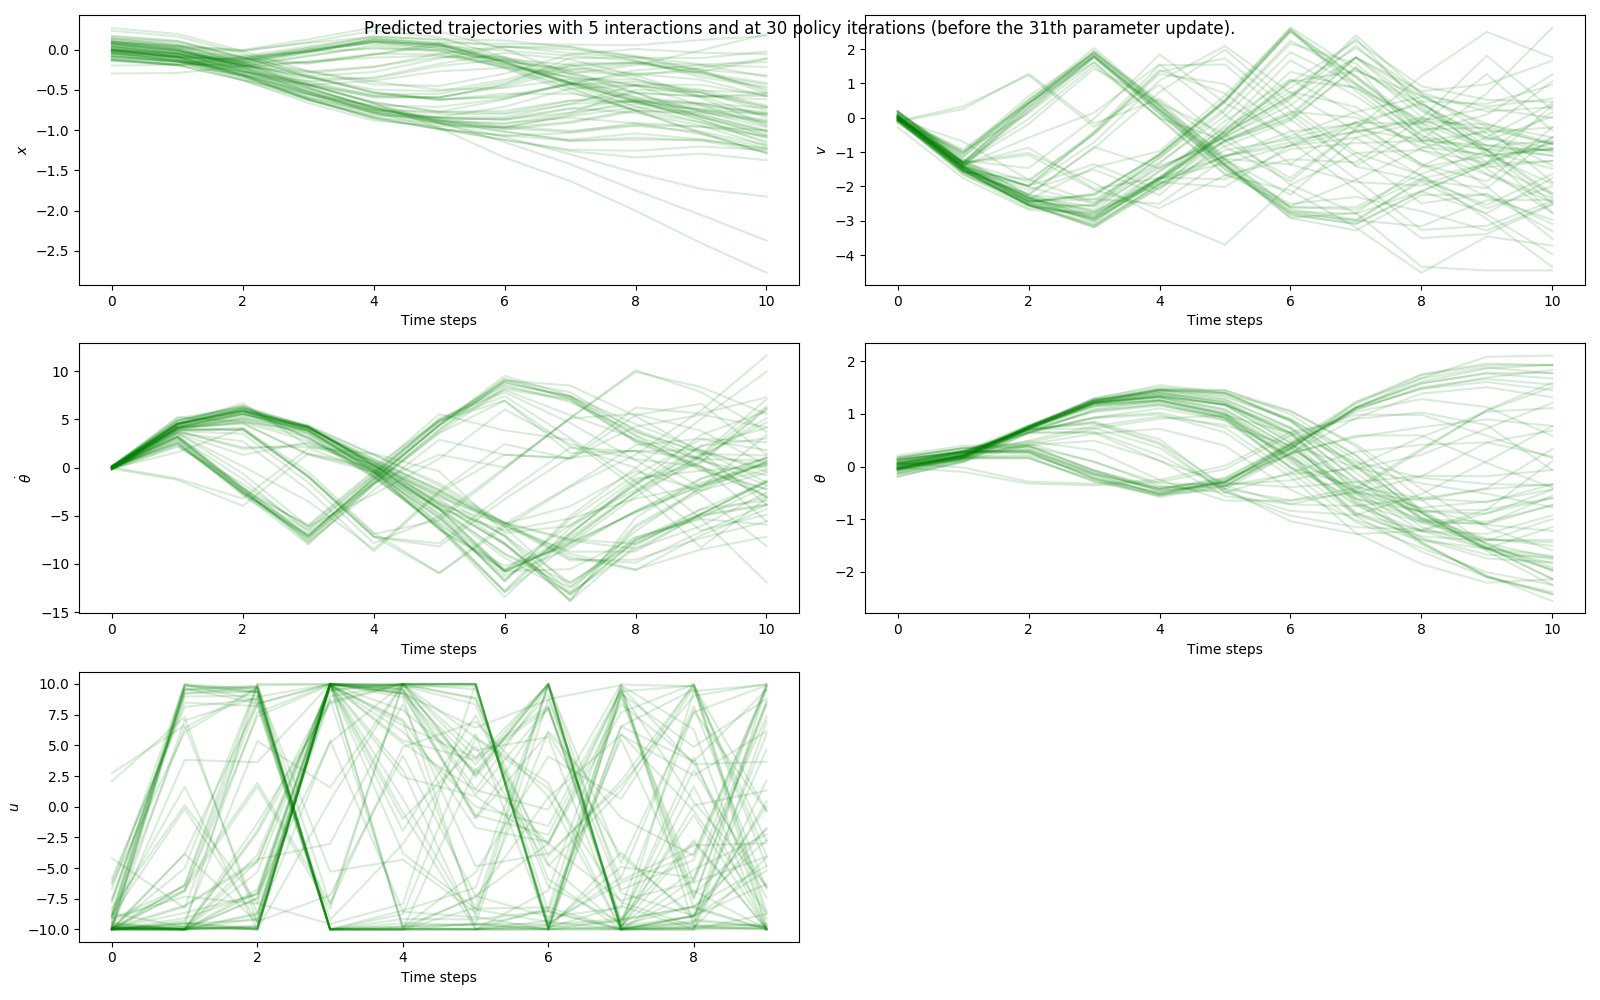 Predicted trajectories with 5 interactions and at 30 policy iterations (before the 31th parameter update).
0.0
−0.5
−1.0
−1.5
−2.0
−2.5
x
0 2 4 6 8 10
Time steps
2
1
0
−1
−2
−3
−4
v
0 2 4 6 8 10
Time steps
10
5
0
−5
−10
−15
θ̇
0 2 4 6 8 10
Time steps
2
1
0
−1
−2
θ
0 2 4 6 8 10
Time steps
10.0
7.5
5.0
2.5
0.0
−2.5
−5.0
−7.5
−10.0
u
0 2 4 6 8
Time steps